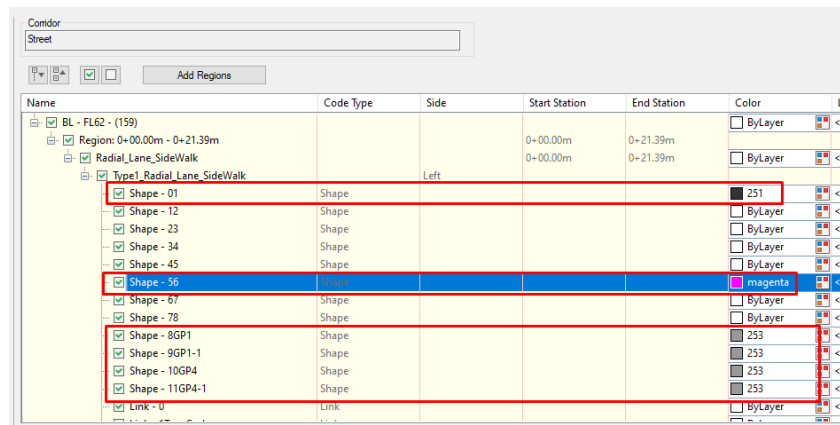 Corridor
Street
Add Regions
Name Code Type Side Start Station End Station Color
BL - FL62 - (159) ByLayer
Region: 0+00.00m - 0+21.39m 0+00.00m 0+21.39m
Radial_Lane_SideWalk 0+00.00m 0+21.39m ByLayer
Type1_Radial_Lane_SideWalk Left
Shape - 01 Shape 251
Shape - 12 Shape ByLayer
Shape - 23 Shape ByLayer
Shape - 34 Shape ByLayer
Shape - 45 Shape ByLayer
Shape - 56 Shape magenta
Shape - 67 Shape ByLayer
Shape - 78 Shape ByLayer
Shape - 8GP1 Shape 253
Shape - 9GP1-1 Shape 253
Shape - 10GP4 Shape 253
Shape - 11GP4-1 Shape 253
Link - 0 Link ByLayer